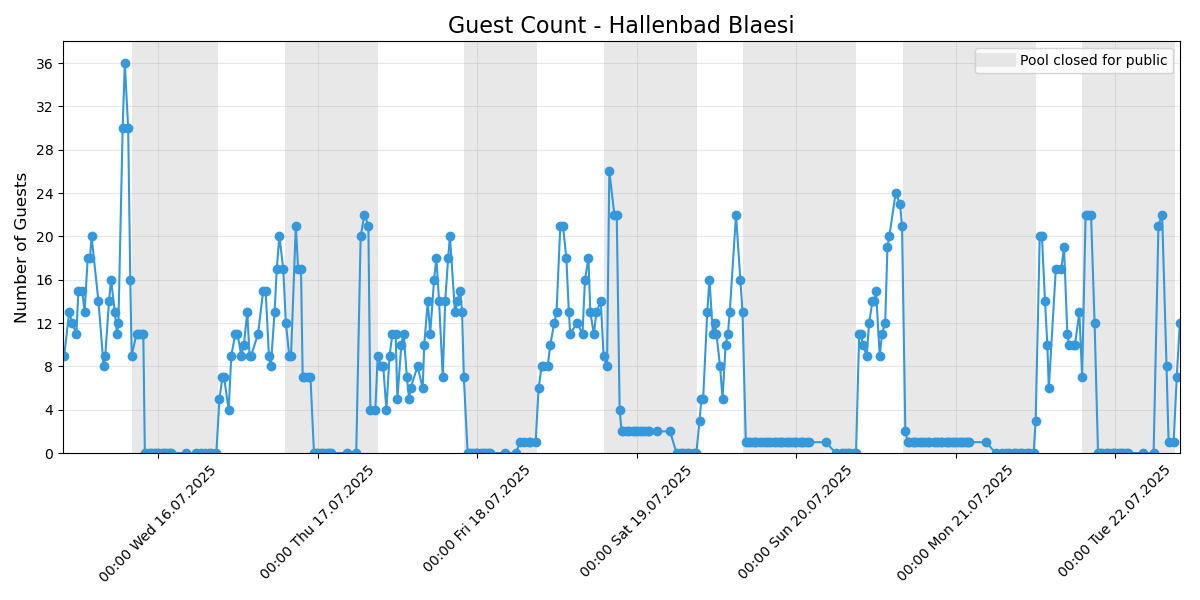 Guest Count - Hallenbad Blaesi
Pool closed for public
Number of Guests
36
32
28
24
20
16
12
8
4
0
00:00 Wed 16.07.2025
00:00 Thu 17.07.2025
00:00 Fri 18.07.2025
00:00 Sat 19.07.2025
00:00 Sun 20.07.2025
00:00 Mon 21.07.2025
00:00 Tue 22.07.2025